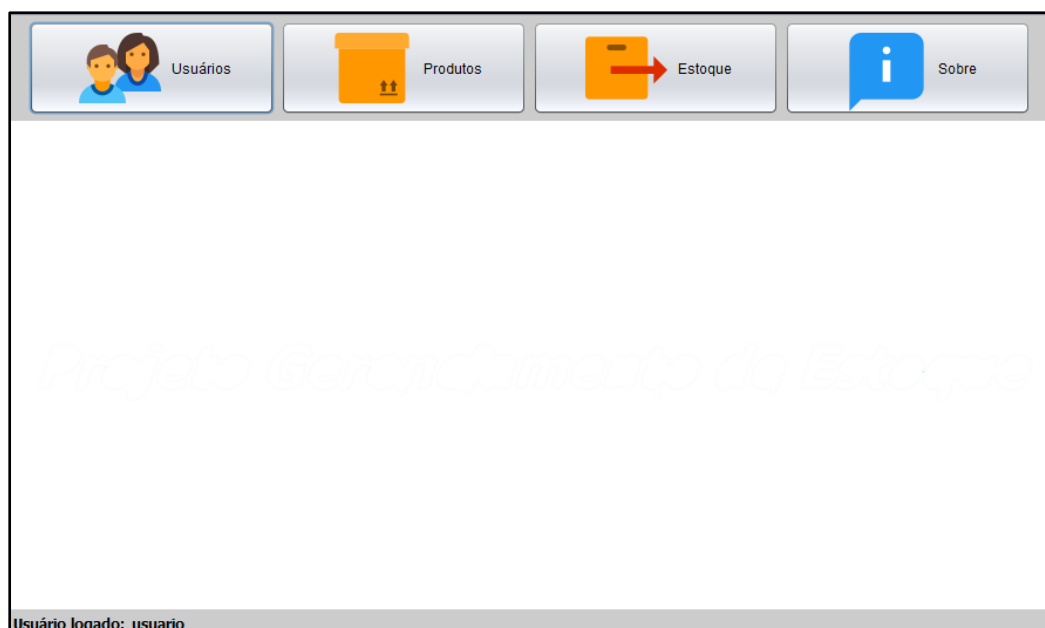 Usuários
Produtos
i
Estoque
Sobre
Projeto Gerenciamento de Estoque
Usuário logado: usuario